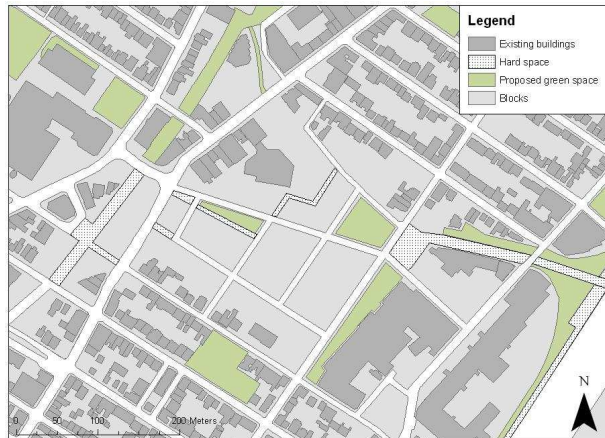 Legend
Existing buildings
Hard space
Proposed green space
Blocks
N
0 50 100 200 Meters